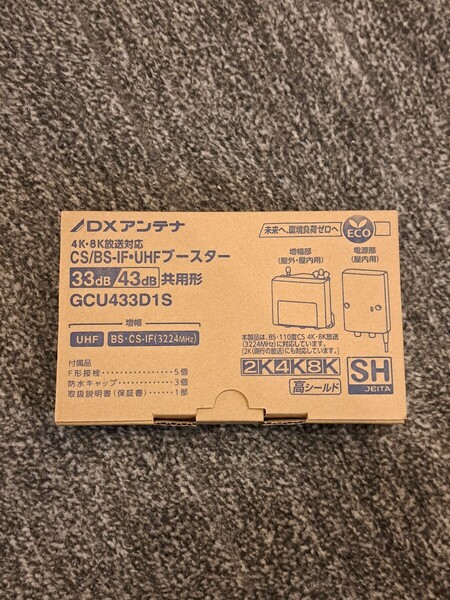 DXアンテナ
4K・8K放送対応
CS/BS-IF・UHFブースター
33dB/43dB 共用形
GCU433D1S
増幅
UHF BS・CS-IF(3224MHz)
付属品
F形接栓 5個
防水キャップ 3個
取扱説明書(保証書) 1部
未来へ、環境負荷ゼロへ
ECO
増幅部
(屋外・屋内用)
電源部
(屋内用)
本製品は、BS・110度CS 4K・8K放送
(3224MHz)に対応しています。
(2K(現行の放送)にも対応しています。)
2K4K8K
高シールド
SH
JEITA